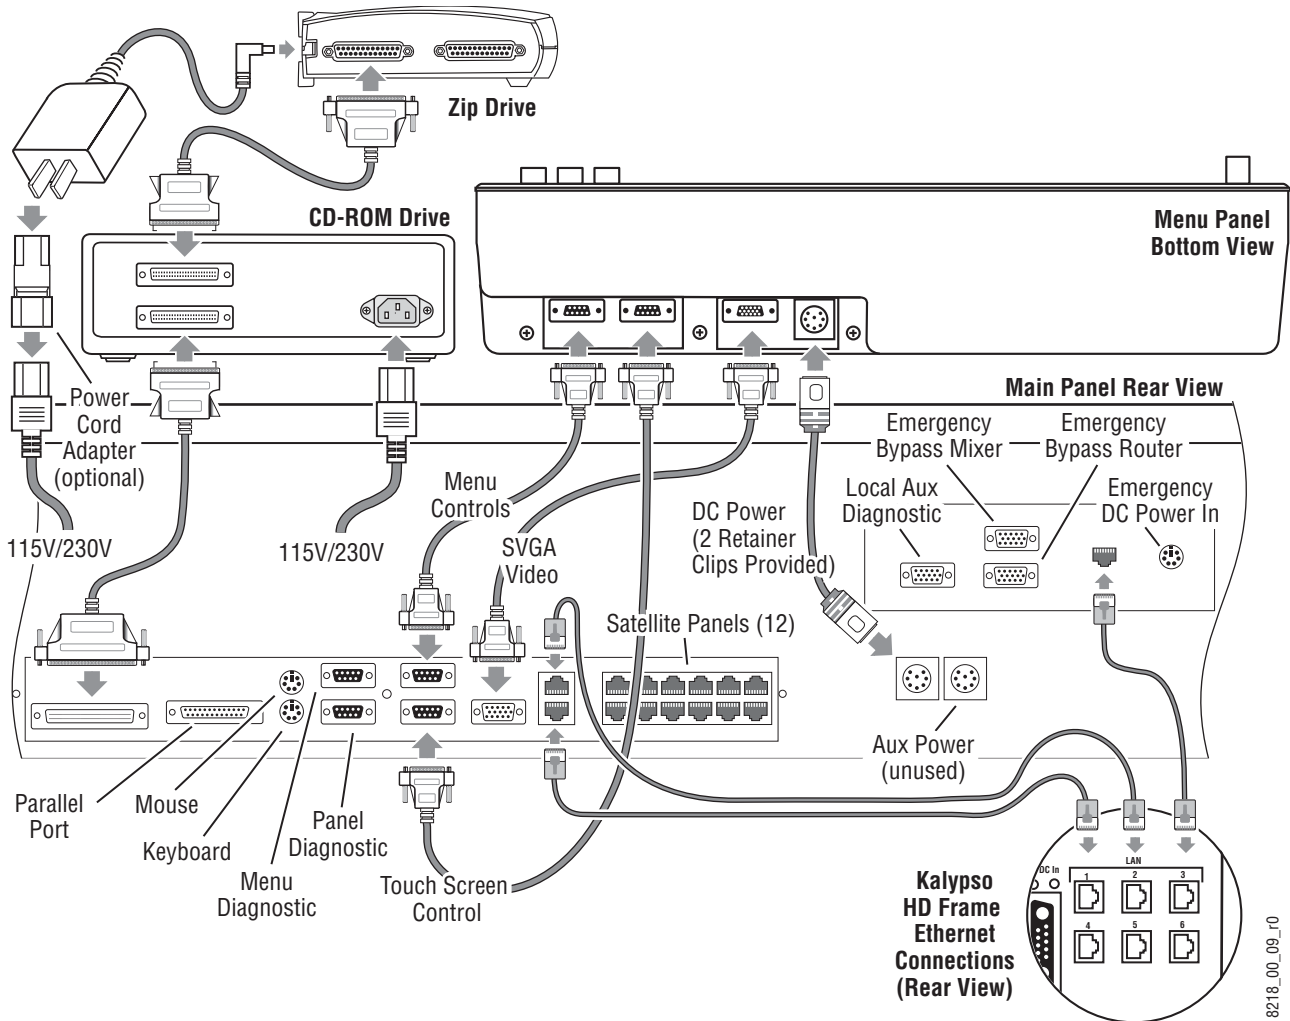 Zip Drive
CD-ROM Drive
Menu Panel
Bottom View
Main Panel Rear View
Power
Cord
Adapter
(optional)
115V/230V
115V/230V
Menu
Controls
SVGA
Video
DC Power
(2 Retainer
Clips Provided)
Emergency
Bypass Mixer
Emergency
Bypass Router
Local Aux
Diagnostic
Emergency
DC Power In
Satellite Panels (12)
Aux Power
(unused)
Parallel
Port
Mouse
Keyboard
Menu
Diagnostic
Panel
Diagnostic
Touch Screen
Control
Kalypso
HD Frame
Ethernet
Connections
(Rear View)
DC In
LAN
1
2
3
4
5
6
8218_00_09_r0